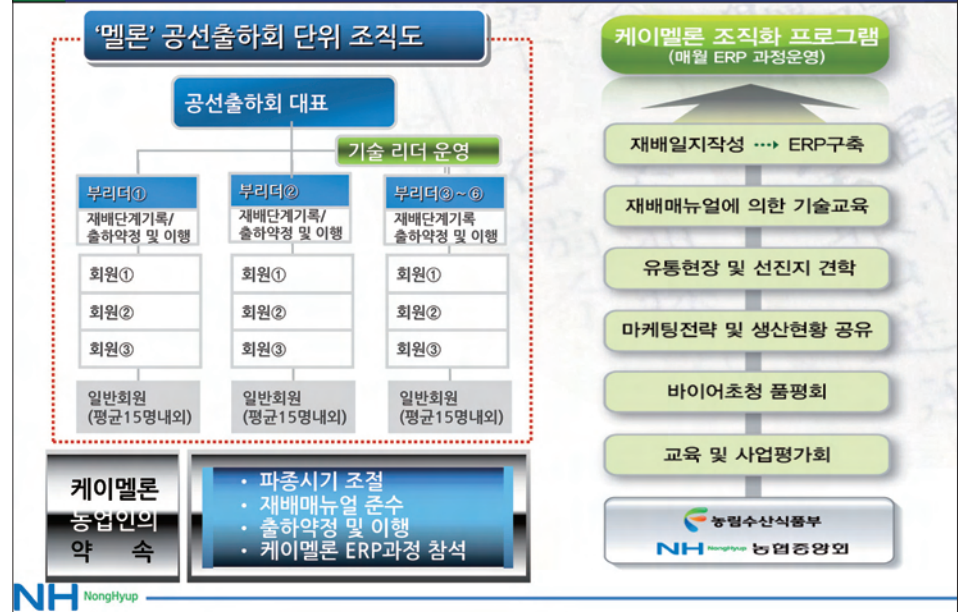 '멜론' 공선출하회 단위 조직도
공선출하회 대표
기술 리더 운영
부리더①
재배단계기록/
출하약정 및 이행
회원①
회원②
회원③
일반회원
(평균15명내외)
부리더②
재배단계기록/
출하약정 및 이행
회원①
회원②
회원③
일반회원
(평균15명내외)
부리더③~⑥
재배단계기록
출하약정 및 이행
회원①
회원②
회원③
일반회원
(평균15명내외)
케이멜론
농업인의
약 속
• 파종시기 조절
• 재배매뉴얼 준수
• 출하약정 및 이행
• 케이멜론 ERP과정 참석
케이멜론 조직화 프로그램
(매월 ERP 과정운영)
재배일지작성 ····▸ ERP구축
재배매뉴얼에 의한 기술교육
유통현장 및 선진지 견학
마케팅전략 및 생산현황 공유
바이어초청 품평회
교육 및 사업평가회
농림수산식품부
NH NongHyup 농협중앙회
NH NongHyup